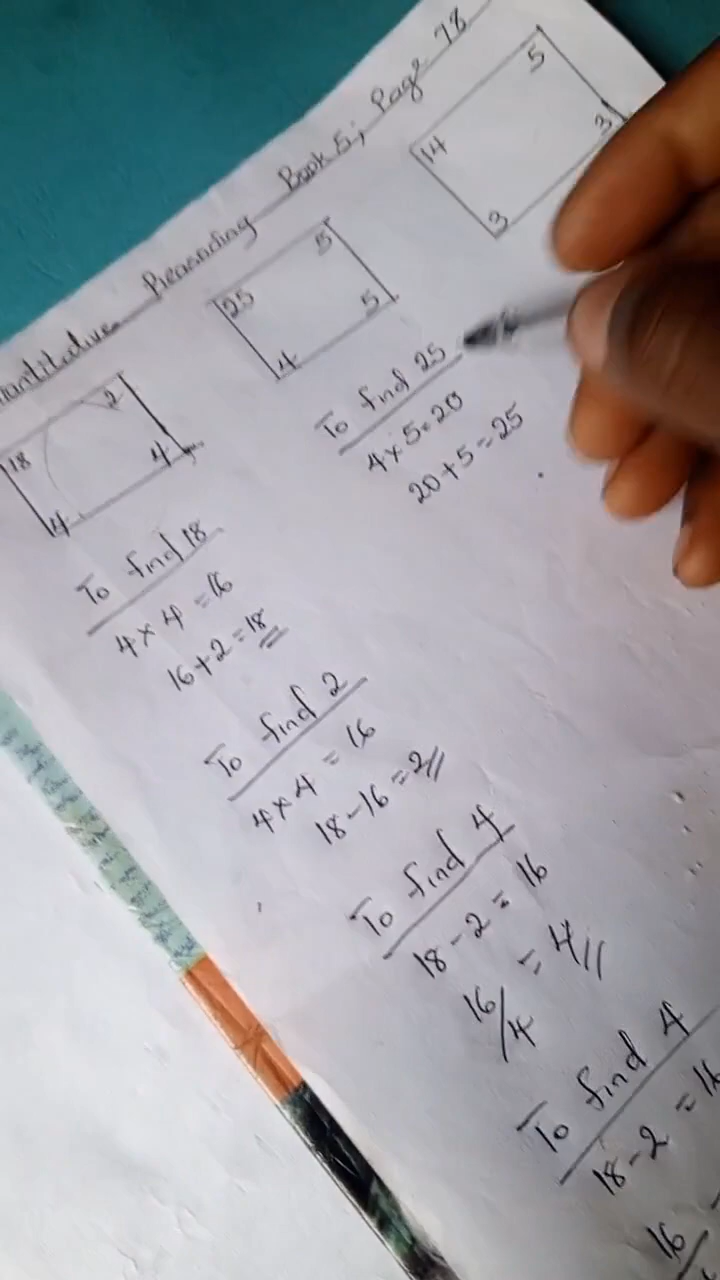 Quantitative Reasoning Book 5; Page 78
5
14
3
3
5
25
5
4
2
18
4
4
To find 25
4 × 5 = 20
20 + 5 = 25
To find 18
4 × 4 = 16
16 + 2 = 18
To find 2
4 × 4 = 16
18 - 16 = 2//
To find 4
18 - 2 = 16
16/4 = 4//
To find 4
18 - 2 = 16
16